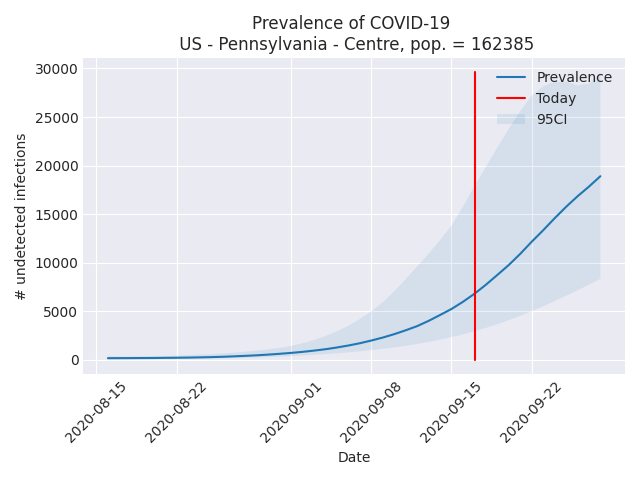 Prevalence of COVID-19
US - Pennsylvania - Centre, pop. = 162385
Prevalence
Today
95CI
# undetected infections
30000
25000
20000
15000
10000
5000
0
2020-08-15
2020-08-22
2020-09-01
2020-09-08
2020-09-15
2020-09-22
Date